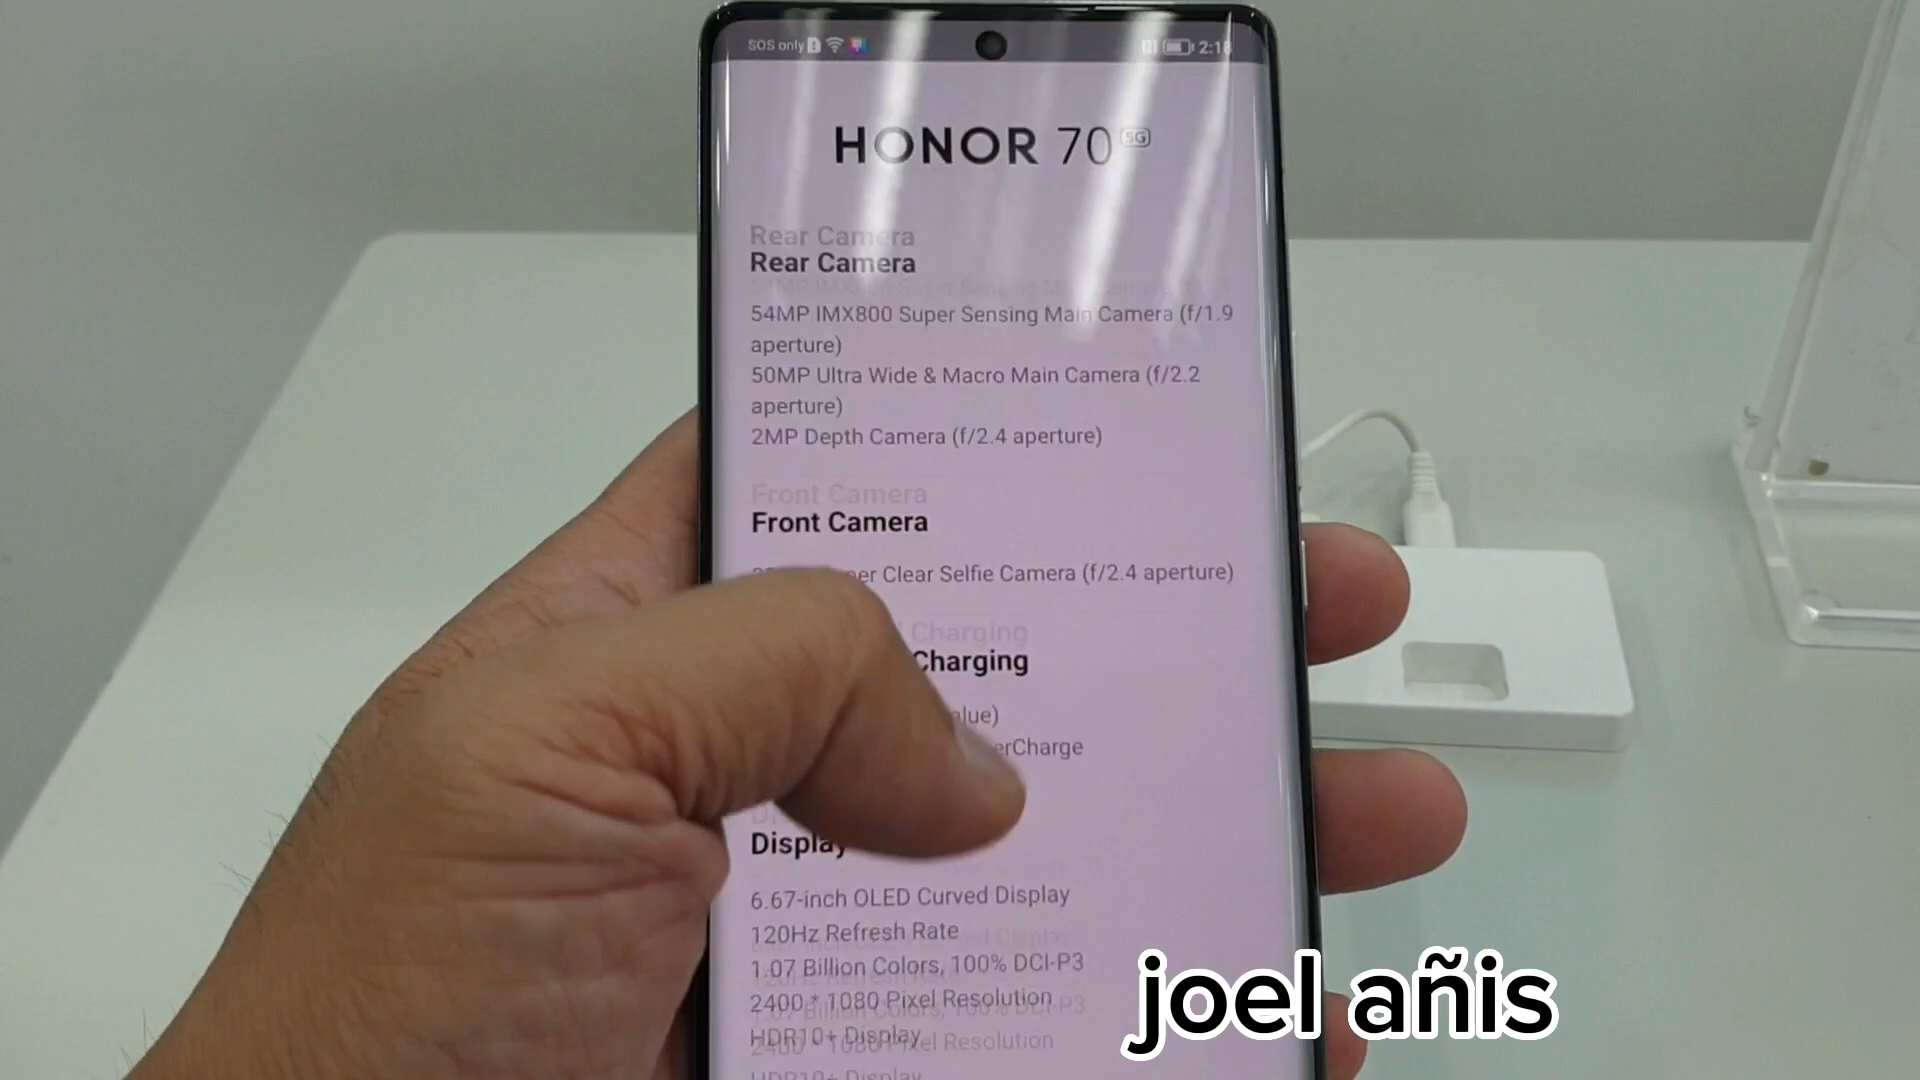 SOS only
2:18
HONOR 70 5G
Rear Camera
54MP IMX800 Super Sensing Main Camera (f/1.9
aperture)
50MP Ultra Wide & Macro Main Camera (f/2.2
aperture)
2MP Depth Camera (f/2.4 aperture)
Front Camera
Clear Selfie Camera (f/2.4 aperture)
Charging
Display
6.67-inch OLED Curved Display
120Hz Refresh Rate
1.07 Billion Colors, 100% DCI-P3
2400 * 1080 Pixel Resolution
HDR10+ Display
joel añis